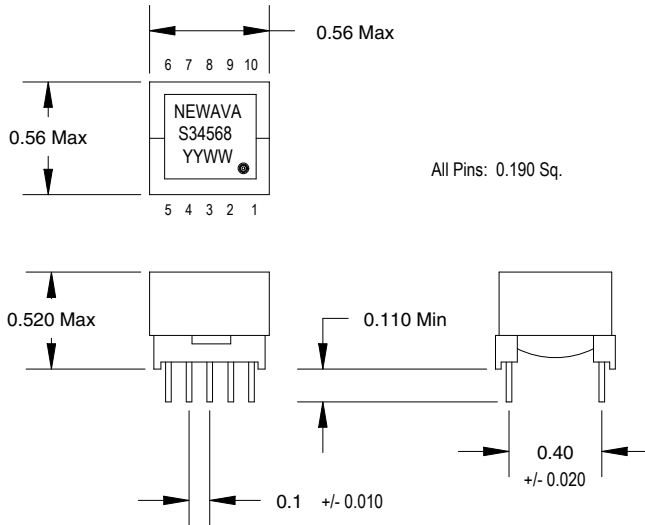 0.56 Max
6 7 8 9 10
0.56 Max
NEWAVA
S34568
YYWW
All Pins: 0.190 Sq.
5 4 3 2 1
0.520 Max
0.110 Min
0.40
+/- 0.020
0.1 +/- 0.010